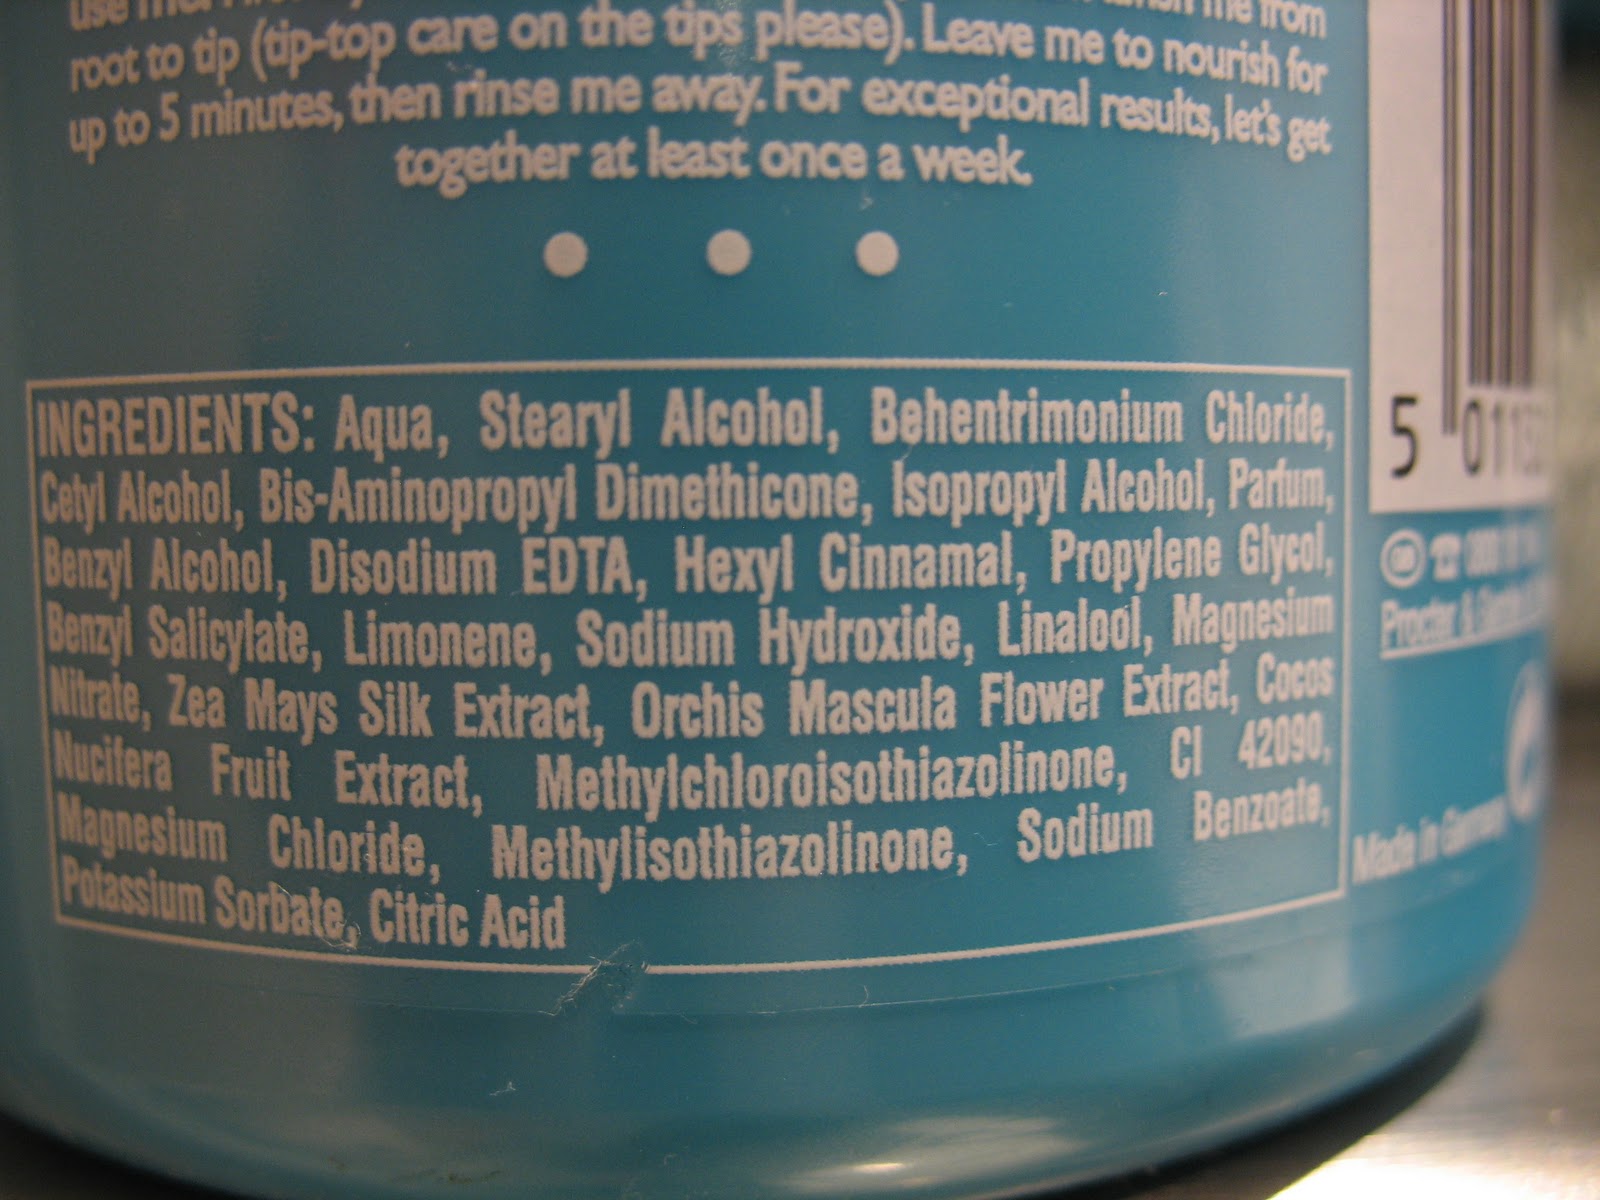 root to tip (tip-top care on the tips please). Leave me to nourish for
up to 5 minutes, then rinse me away. For exceptional results, let's get
together at least once a week.
INGREDIENTS: Aqua, Stearyl Alcohol, Behentrimonium Chloride,
Cetyl Alcohol, Bis-Aminopropyl Dimethicone, Isopropyl Alcohol, Parfum,
Benzyl Alcohol, Disodium EDTA, Hexyl Cinnamal, Propylene Glycol,
Benzyl Salicylate, Limonene, Sodium Hydroxide, Linalool, Magnesium
Nitrate, Zea Mays Silk Extract, Orchis Mascula Flower Extract, Cocos
Nucifera Fruit Extract, Methylchloroisothiazolinone, CI 42090,
Magnesium Chloride, Methylisothiazolinone, Sodium Benzoate,
Potassium Sorbate, Citric Acid
5 011
GB
Procter &
Made in Germany